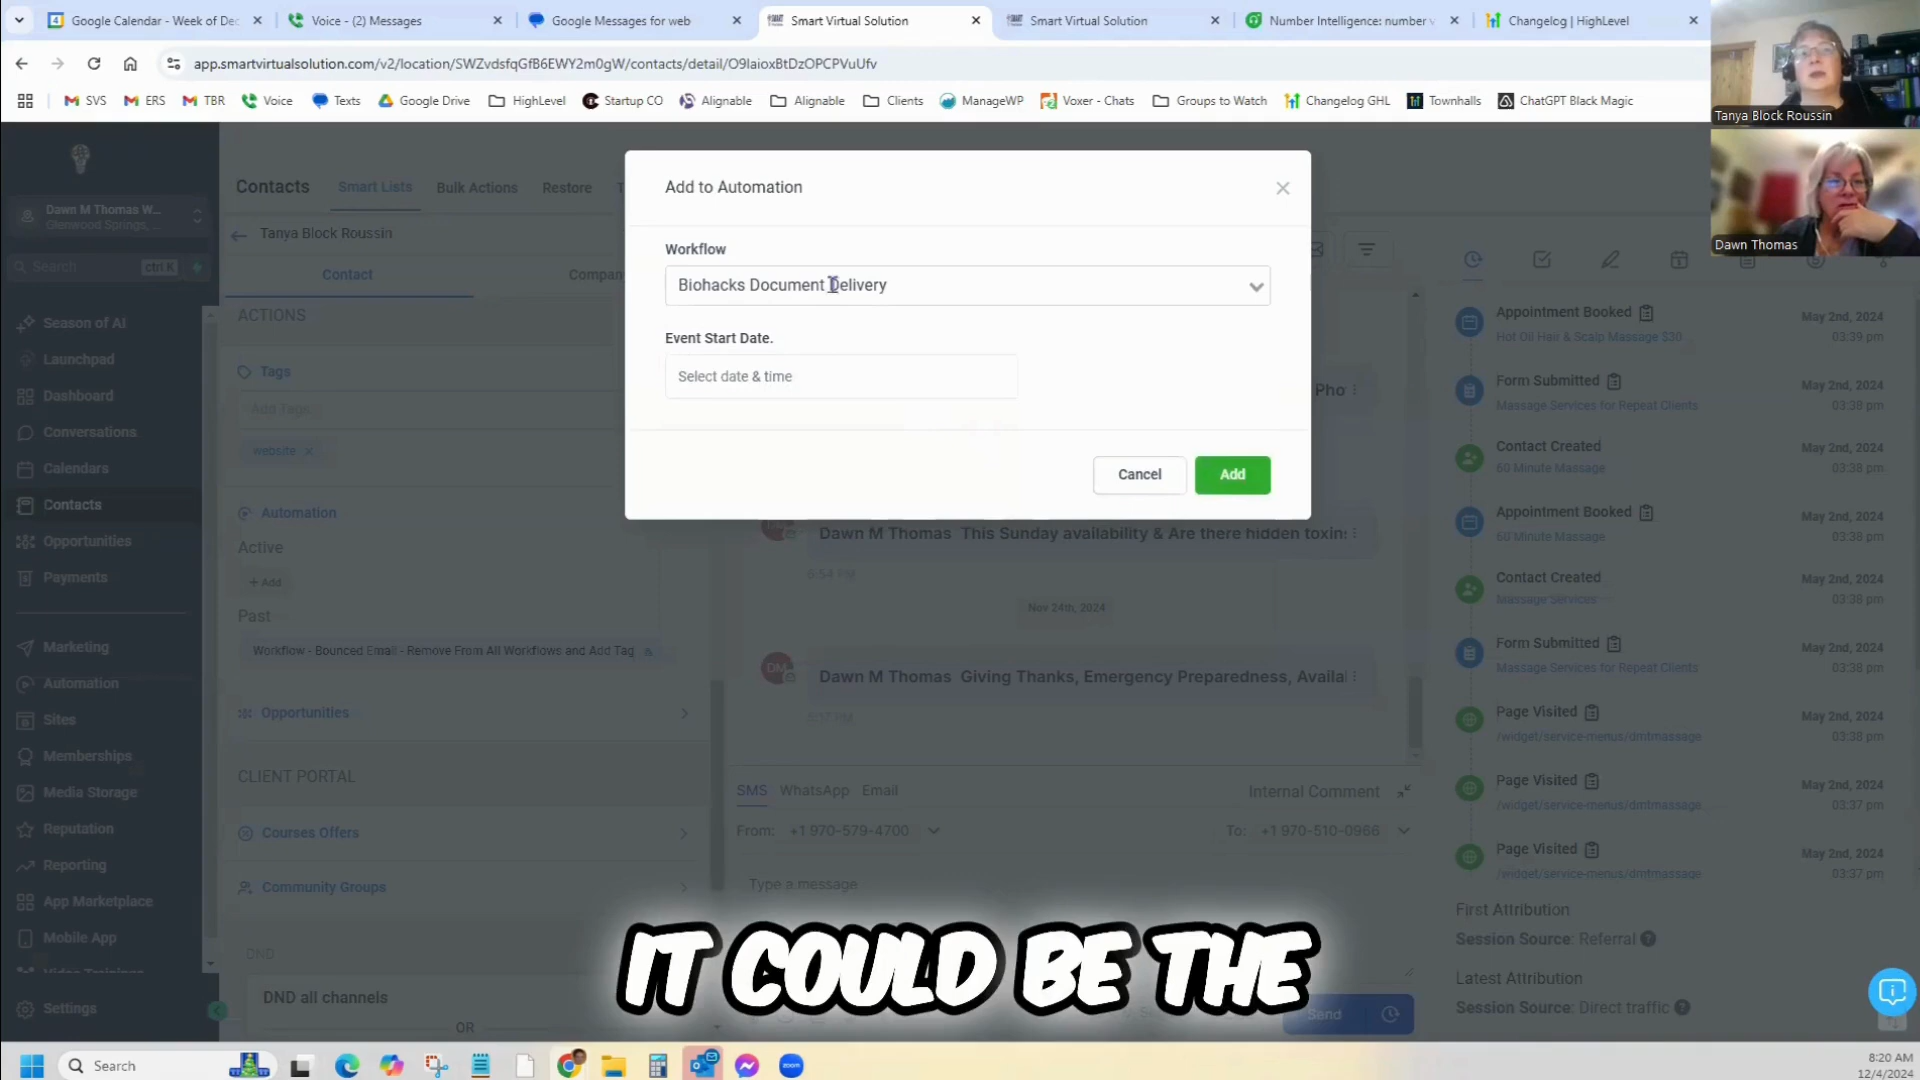 Google Calendar - Week of Dec
Voice - (2) Messages
Google Messages for web
Smart Virtual Solution
Smart Virtual Solution
Number Intelligence: number v
Changelog | HighLevel
app.smartvirtualsolution.com/v2/location/SWZvdsfqGfB6EWY2m0gW/contacts/detail/O9laioxBtDzOPCPVuUfv
SVS
ERS
TBR
Voice
Texts
Google Drive
HighLevel
Startup CO
Alignable
Alignable
Clients
ManageWP
Voxer - Chats
Groups to Watch
Changelog GHL
Townhalls
ChatGPT Black Magic
Tanya Block Roussin
Dawn Thomas
Dawn M Thomas W...
Glenwood Springs, ...
Search
ctrl K
Season of AI
Launchpad
Dashboard
Conversations
Calendars
Contacts
Opportunities
Payments
Marketing
Automation
Sites
Memberships
Media Storage
Reputation
Reporting
App Marketplace
Mobile App
Video Trainings
Settings
Contacts
Smart Lists
Bulk Actions
Restore
Tanya Block Roussin
Contact
Company
ACTIONS
Tags
Add Tags
website
Automation
Active
+ Add
Past
Workflow - Bounced Email - Remove From All Workflows and Add Tag
Opportunities
CLIENT PORTAL
Courses Offers
Community Groups
DND
DND all channels
OR
Add to Automation
Workflow
Biohacks Document Delivery
Event Start Date.
Select date & time
Cancel
Add
Pho
Dawn M Thomas This Sunday availability & Are there hidden toxin:
6:54 PM
Nov 24th, 2024
DM
Dawn M Thomas Giving Thanks, Emergency Preparedness, Availal
SMS
WhatsApp
Email
Internal Comment
From: +1 970-579-4700
To: +1 970-510-0966
Type a message
Send
IT COULD BE THE
Appointment Booked
May 2nd, 2024
Hot Oil Hair & Scalp Massage $30
03:39 pm
Form Submitted
May 2nd, 2024
Massage Services for Repeat Clients
03:38 pm
Contact Created
May 2nd, 2024
60 Minute Massage
03:38 pm
Appointment Booked
May 2nd, 2024
60 Minute Massage
03:38 pm
Contact Created
May 2nd, 2024
Massage Services
03:38 pm
Form Submitted
May 2nd, 2024
Massage Services for Repeat Clients
03:38 pm
Page Visited
May 2nd, 2024
/widget/service-menus/dmtmassage
03:38 pm
Page Visited
May 2nd, 2024
/widget/service-menus/dmtmassage
03:37 pm
Page Visited
May 2nd, 2024
/widget/service-menus/dmtmassage
03:37 pm
First Attribution
Session Source: Referral
Latest Attribution
Session Source: Direct traffic
Search
zoom
8:20 AM
12/4/2024